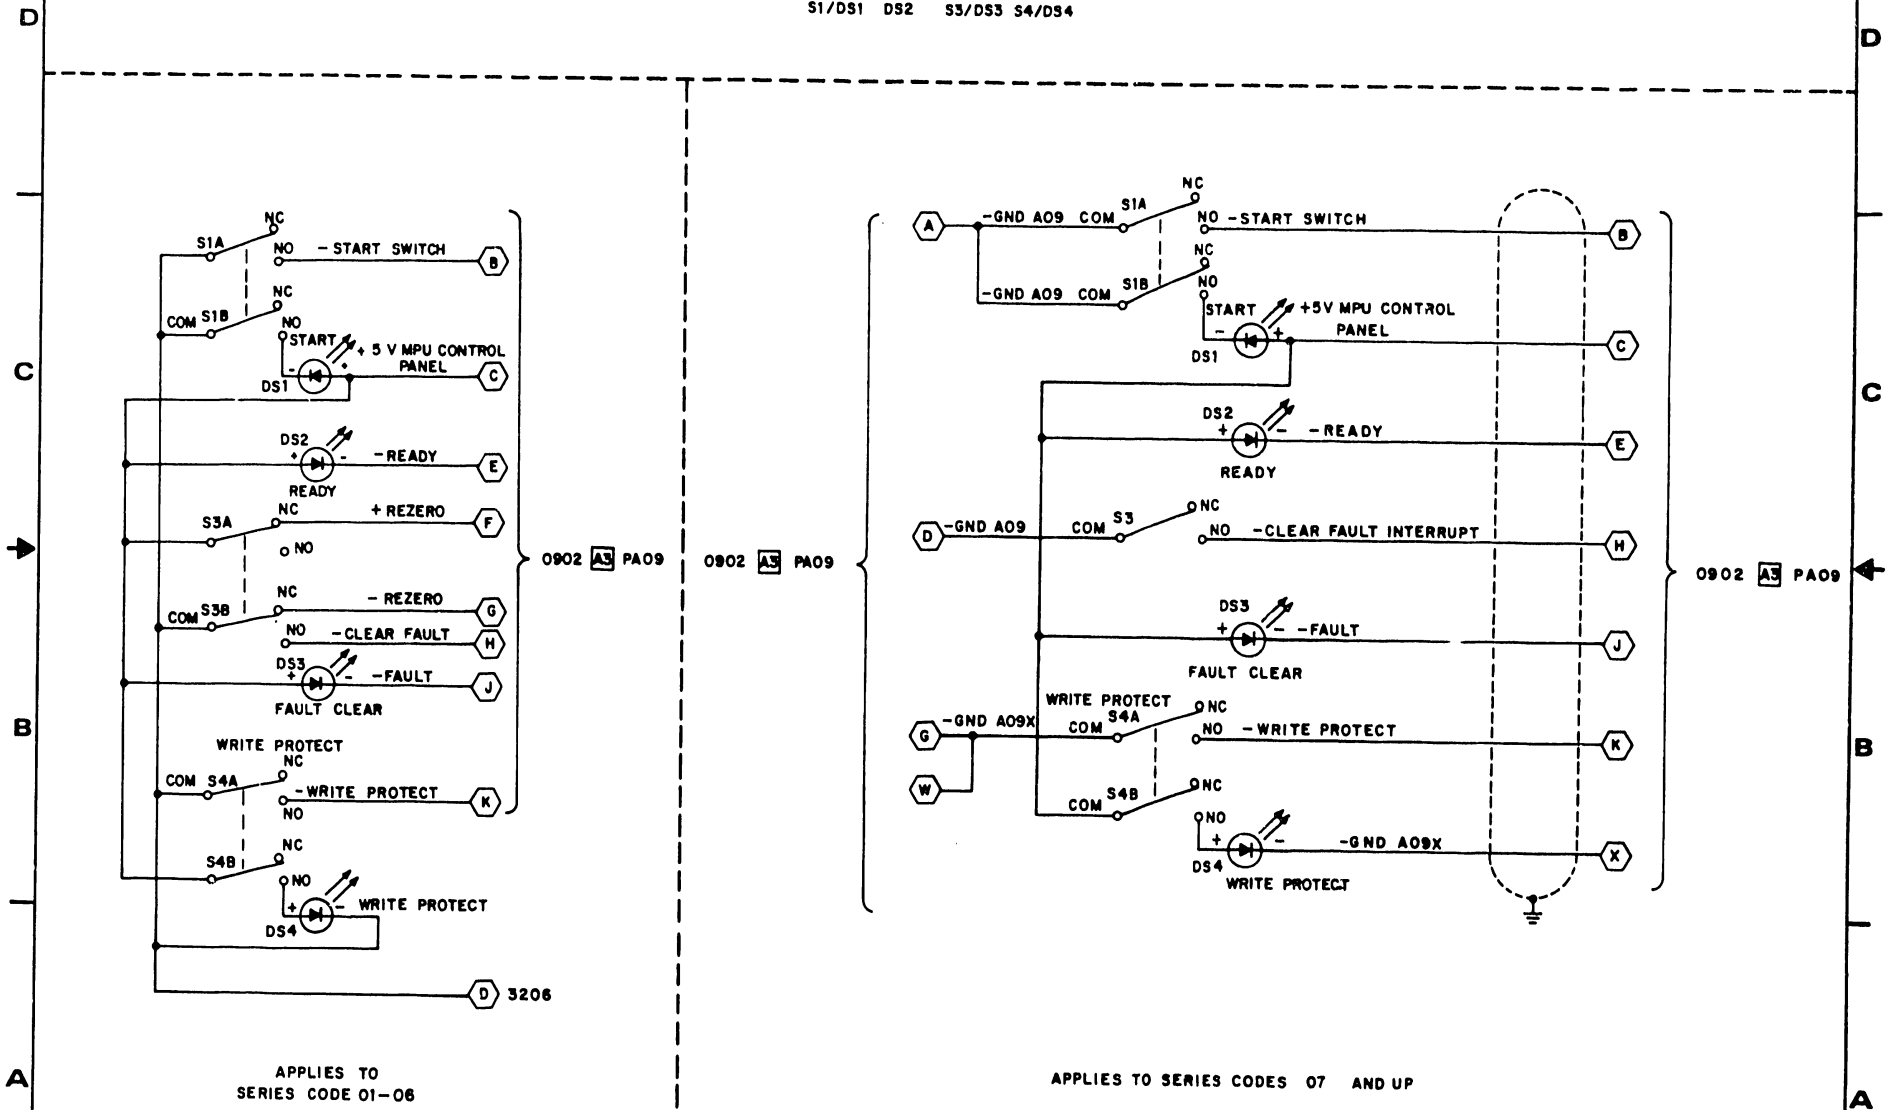 S1/DS1 DS2 S3/DS3 S4/DS4
D
D
NC
S1A
NO
- START SWITCH
B
NC
COM S1B
NO
START
+ 5 V MPU CONTROL
PANEL
-
+
DS1
C
C
DS2
+
-
- READY
E
READY
NC
+ REZERO
F
S3A
NO
NC
- REZERO
G
COM S3B
NO
- CLEAR FAULT
H
DS3
+
-
- FAULT
J
FAULT CLEAR
B
WRITE PROTECT
NC
COM S4A
- WRITE PROTECT
K
NO
NC
S4B
NO
+
-
WRITE PROTECT
DS4
D 3206
0902 A3 PA09
APPLIES TO
SERIES CODE 01-06
A
0902 A3 PA09
A
-GND A09 COM
S1A
NC
NO - START SWITCH
B
NC
-GND A09 COM
S1B
NO
START
+5V MPU CONTROL
PANEL
-
+
DS1
C
C
DS2
+
-
- READY
E
READY
D
-GND A09
COM
S3
NC
NO
- CLEAR FAULT INTERRUPT
H
DS3
+
-
- FAULT
J
FAULT CLEAR
WRITE PROTECT
G
-GND A09X
COM
S4A
NC
NO
- WRITE PROTECT
K
B
W
COM
S4B
NC
NO
+
-
-GND A09X
X
DS4
WRITE PROTECT
0902 A3 PA09
APPLIES TO SERIES CODES 07 AND UP
A